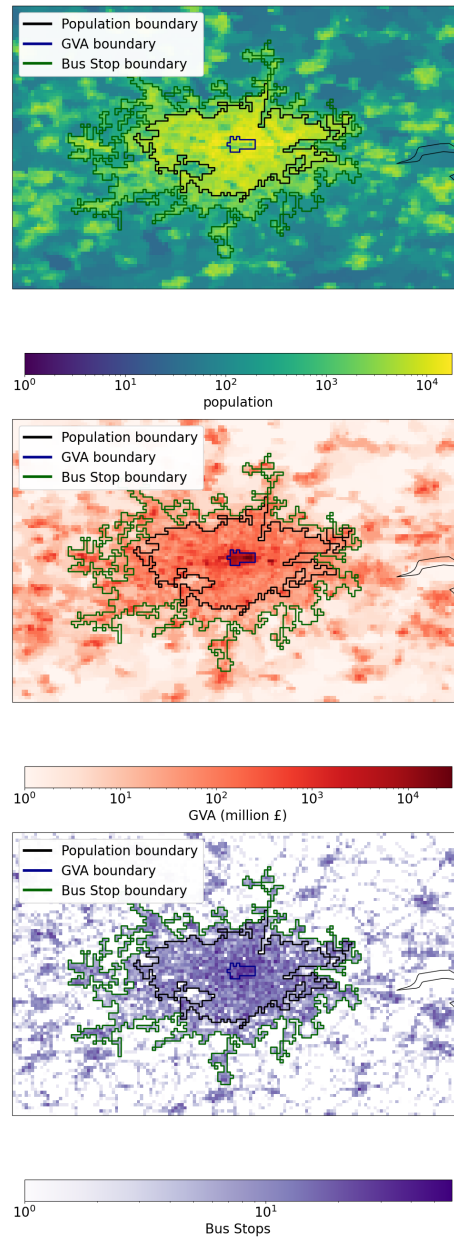 Population boundary
GVA boundary
Bus Stop boundary
10⁰ 10¹ 10² 10³ 10⁴
population
Population boundary
GVA boundary
Bus Stop boundary
10⁰ 10¹ 10² 10³ 10⁴
GVA (million £)
Population boundary
GVA boundary
Bus Stop boundary
10⁰ 10¹
Bus Stops